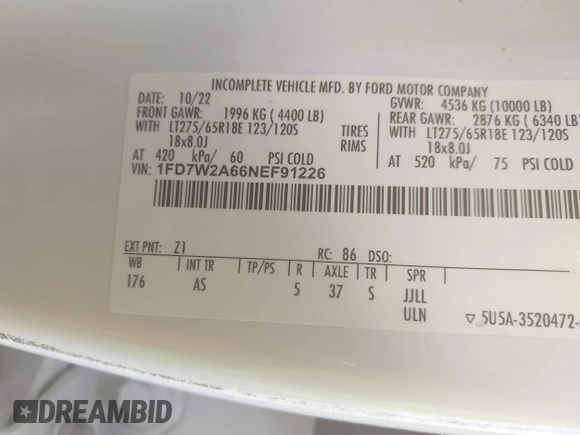 INCOMPLETE VEHICLE MFD. BY FORD MOTOR COMPANY
DATE: 10/22 GVWR: 4536 KG (10000 LB)
FRONT GAWR: 1996 KG ( 4400 LB) REAR GAWR: 2876 KG ( 6340 LB)
WITH LT275/65R18E 123/120S TIRES WITH LT275/65R18E 123/120S
18x8.0J RIMS 18x8.0J
AT 420 kPa/ 60 PSI COLD AT 520 kPa/ 75 PSI COLD
VIN: 1FD7W2A66NEF91226
EXT PNT: Z1 RC: 86 DSO:
WB INT TR TP/PS R AXLE TR SPR
176 AS 5 37 S JJLL
ULN ▽ 5U5A-3520472-
DREAMBID